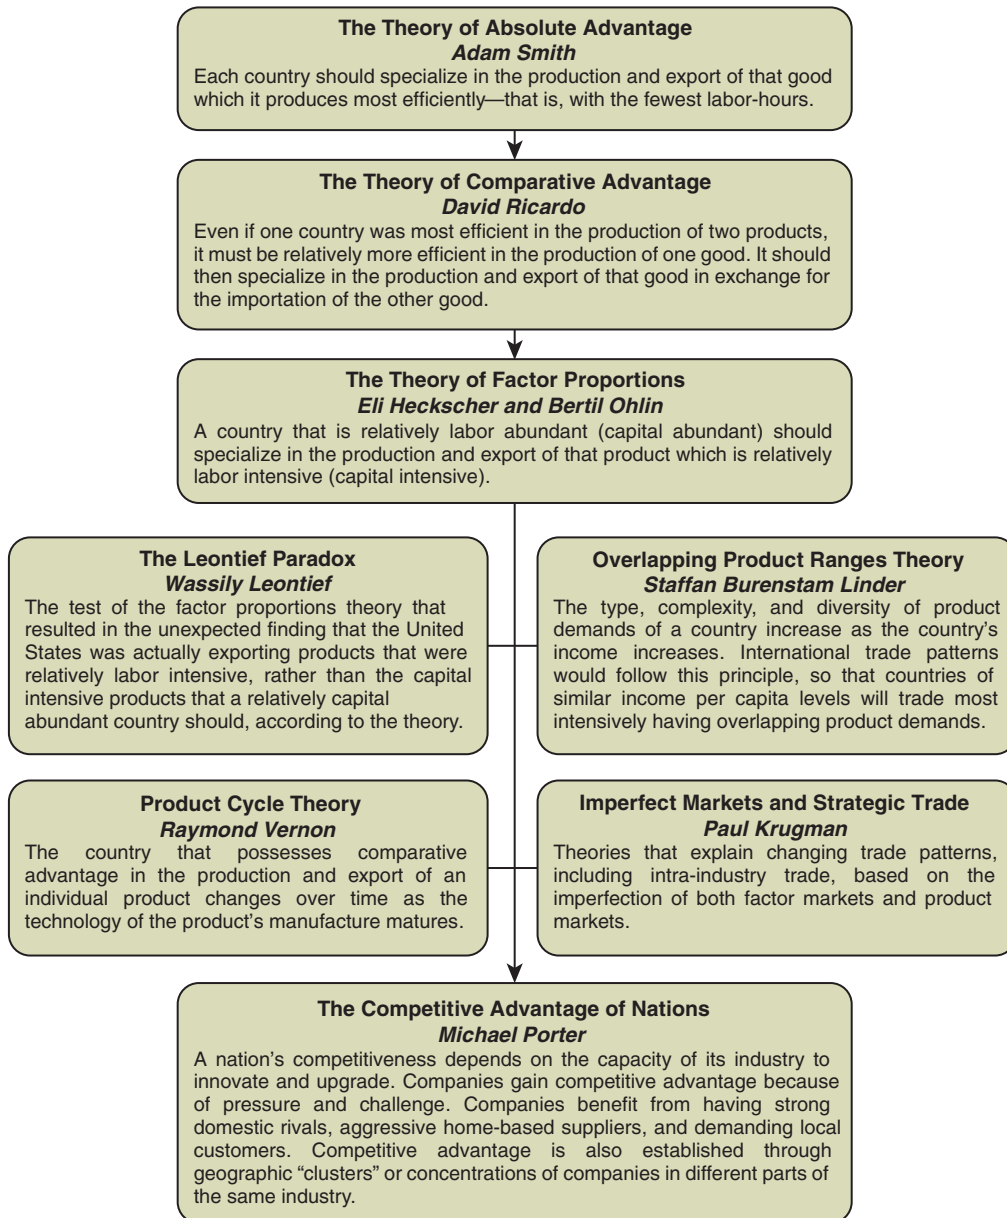 The Theory of Absolute Advantage
Adam Smith
Each country should specialize in the production and export of that good
which it produces most efficiently—that is, with the fewest labor-hours.
The Theory of Comparative Advantage
David Ricardo
Even if one country was most efficient in the production of two products,
it must be relatively more efficient in the production of one good. It should
then specialize in the production and export of that good in exchange for
the importation of the other good.
The Theory of Factor Proportions
Eli Heckscher and Bertil Ohlin
A country that is relatively labor abundant (capital abundant) should
specialize in the production and export of that product which is relatively
labor intensive (capital intensive).
The Leontief Paradox
Wassily Leontief
The test of the factor proportions theory that
resulted in the unexpected finding that the United
States was actually exporting products that were
relatively labor intensive, rather than the capital
intensive products that a relatively capital
abundant country should, according to the theory.
Overlapping Product Ranges Theory
Staffan Burenstam Linder
The type, complexity, and diversity of product
demands of a country increase as the country's
income increases. International trade patterns
would follow this principle, so that countries of
similar income per capita levels will trade most
intensively having overlapping product demands.
Product Cycle Theory
Raymond Vernon
The country that possesses comparative
advantage in the production and export of an
individual product changes over time as the
technology of the product's manufacture matures.
Imperfect Markets and Strategic Trade
Paul Krugman
Theories that explain changing trade patterns,
including intra-industry trade, based on the
imperfection of both factor markets and product
markets.
The Competitive Advantage of Nations
Michael Porter
A nation's competitiveness depends on the capacity of its industry to
innovate and upgrade. Companies gain competitive advantage because
of pressure and challenge. Companies benefit from having strong
domestic rivals, aggressive home-based suppliers, and demanding local
customers. Competitive advantage is also established through
geographic “clusters” or concentrations of companies in different parts of
the same industry.